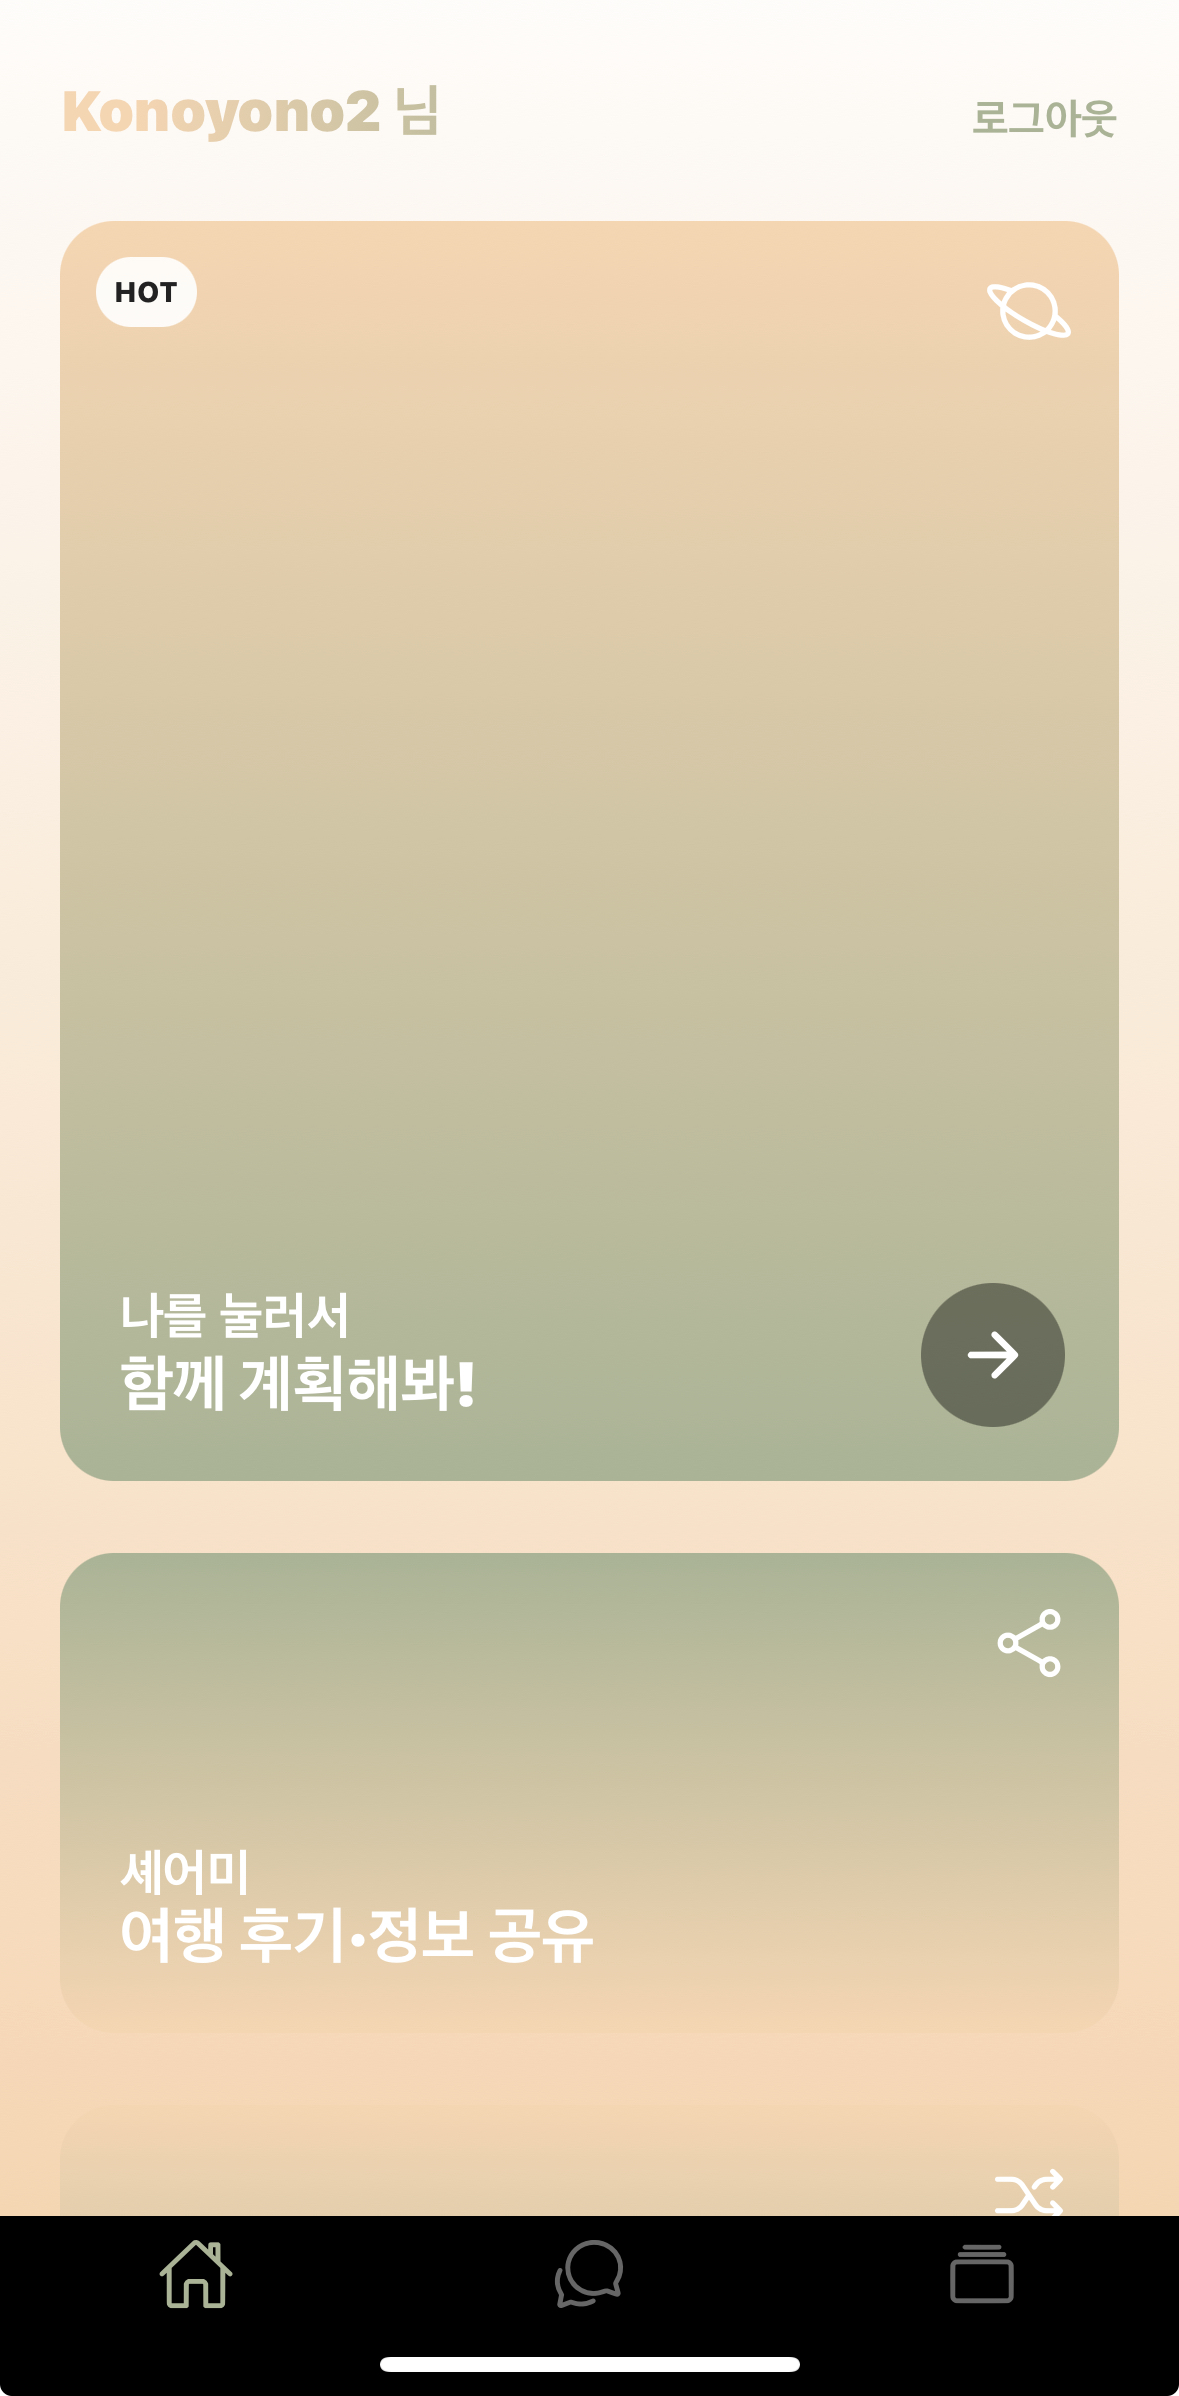 Konoyono2 님
로그아웃
HOT
나를 눌러서
함께 계획해봐!
셰어미
여행 후기·정보 공유